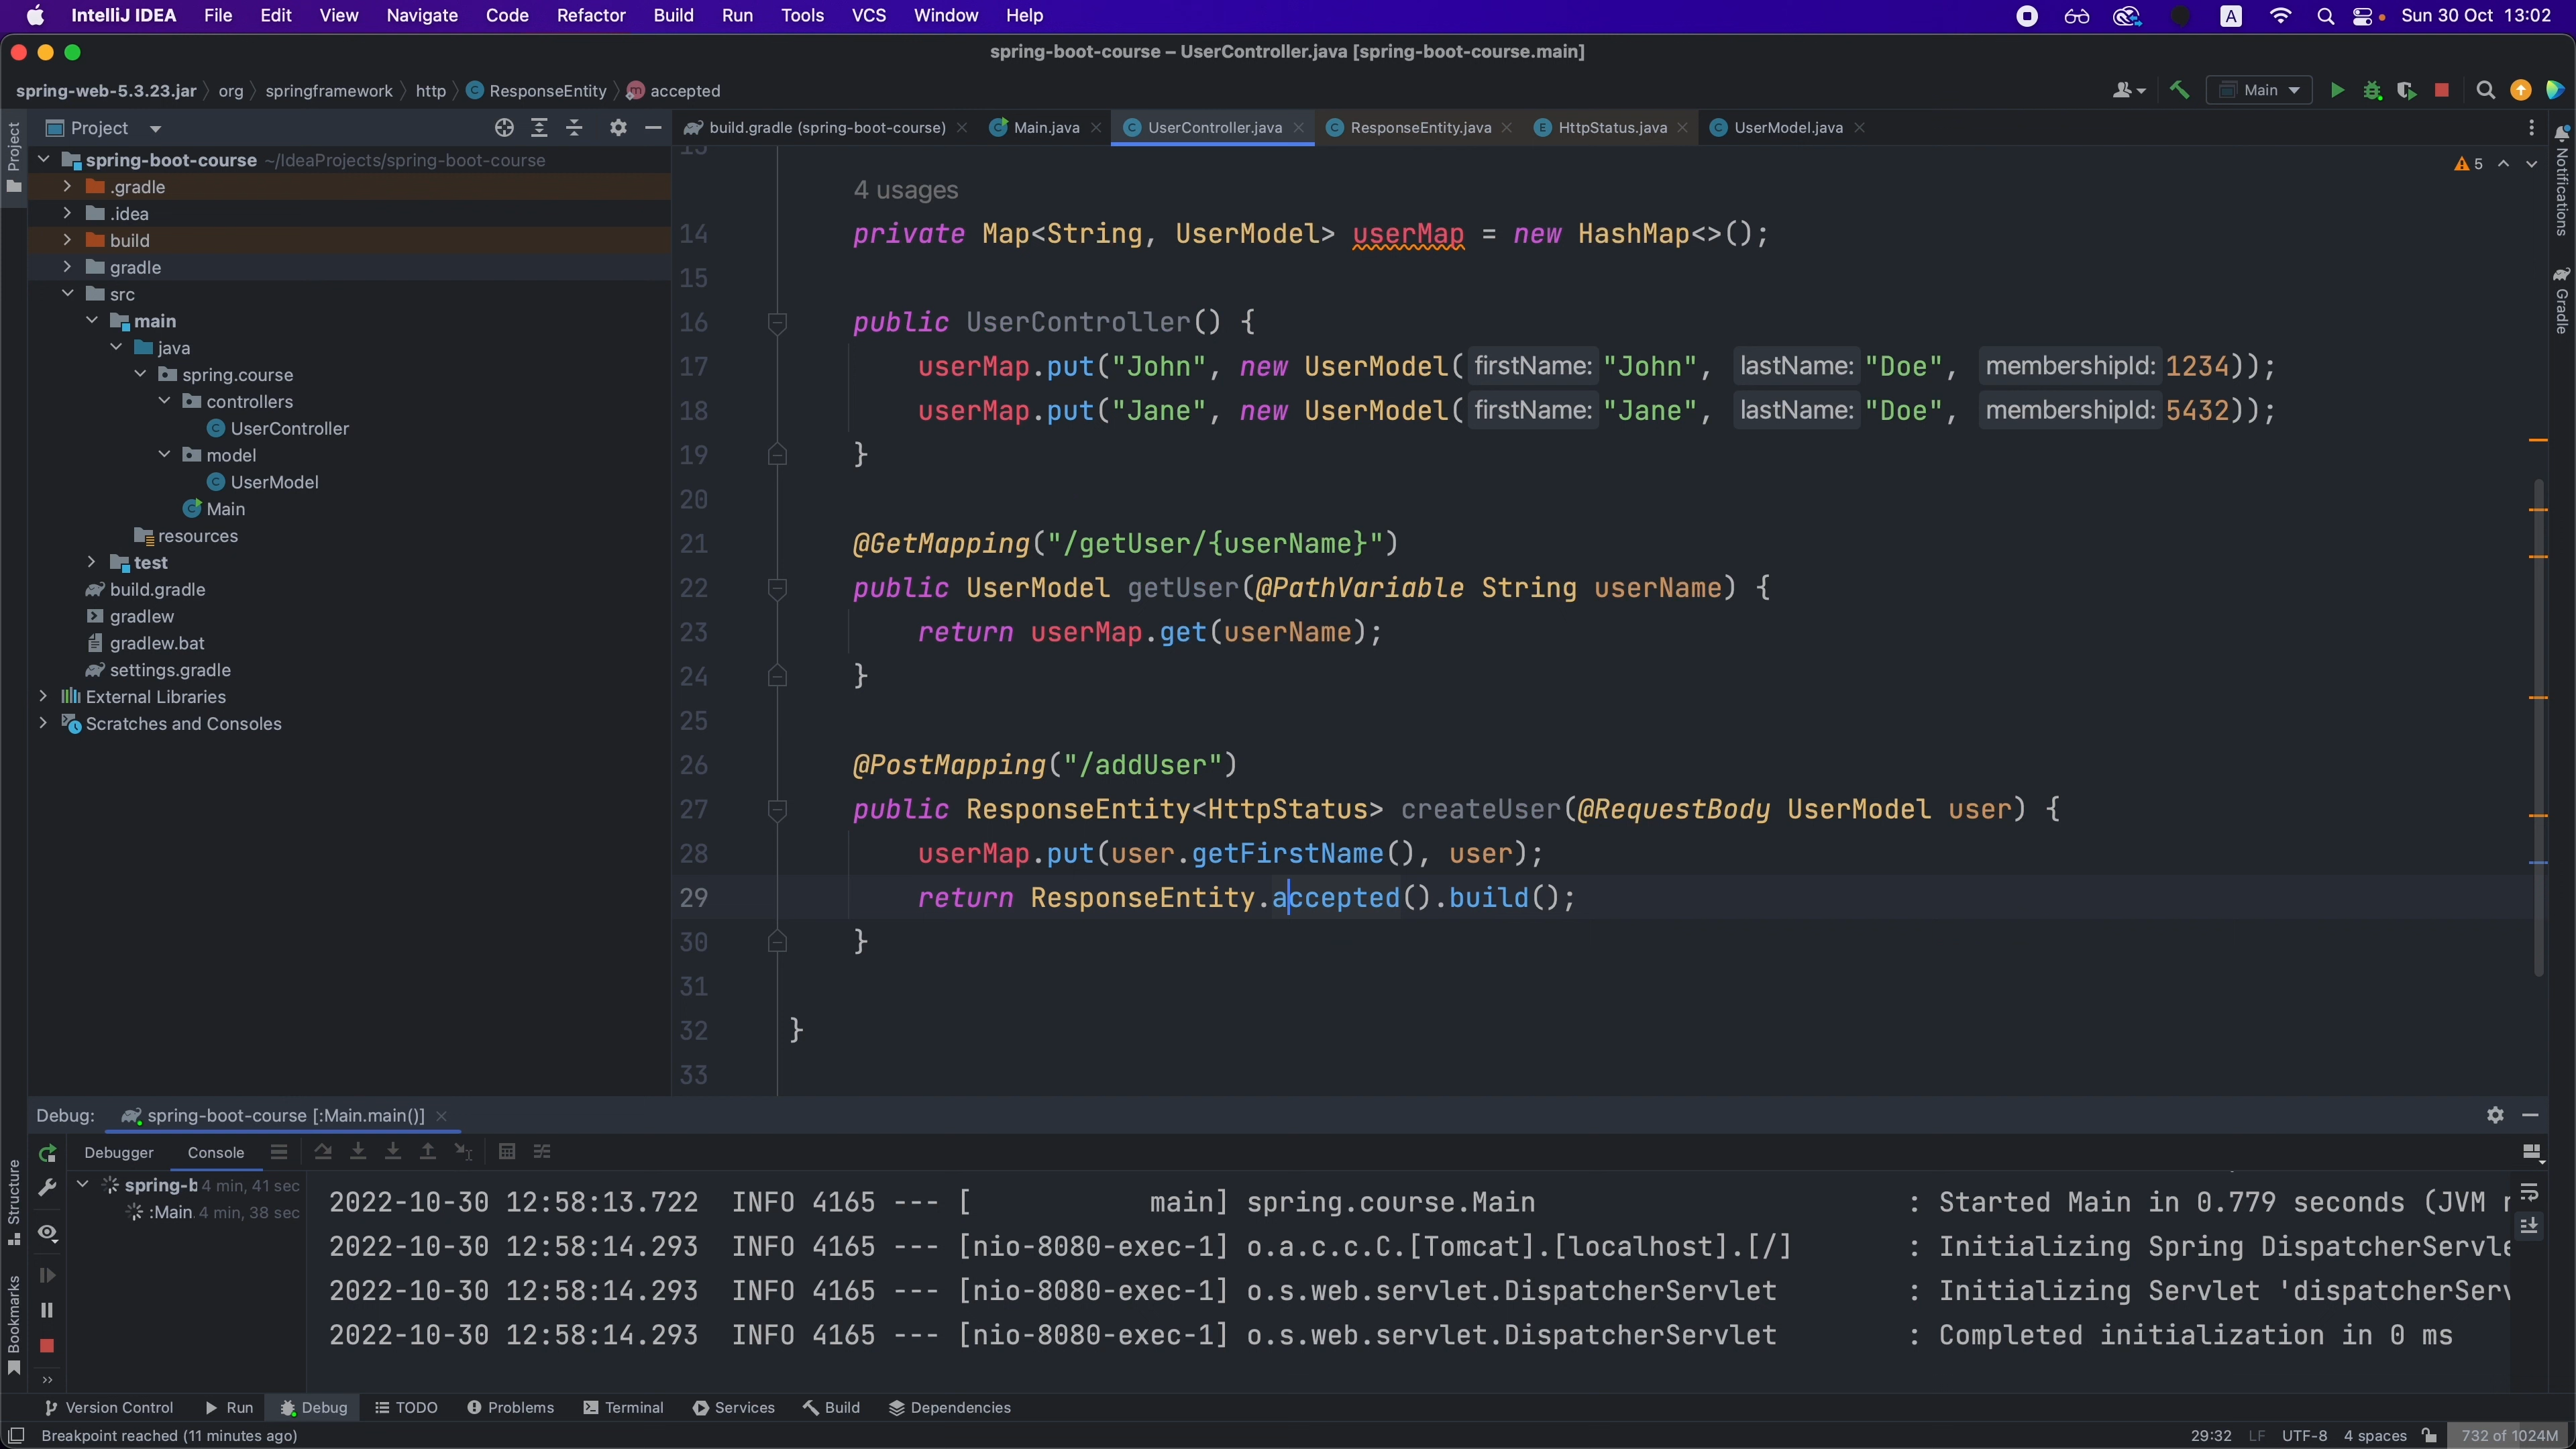 IntelliJ IDEA File Edit View Navigate Code Refactor Build Run Tools VCS Window Help A Sun 30 Oct 13:02
spring-boot-course – UserController.java [spring-boot-course.main]
spring-web-5.3.23.jar org springframework http ResponseEntity accepted Main
Project
Project
build.gradle (spring-boot-course) Main.java UserController.java ResponseEntity.java HttpStatus.java UserModel.java
spring-boot-course ~/IdeaProjects/spring-boot-course
.gradle
.idea
build
gradle
src
main
java
spring.course
controllers
UserController
model
UserModel
Main
resources
test
build.gradle
gradlew
gradlew.bat
settings.gradle
External Libraries
Scratches and Consoles
5
Notifications
Gradle
13
4 usages
14 private Map<String, UserModel> userMap = new HashMap<>();
15
16 public UserController() {
17 userMap.put("John", new UserModel( firstName: "John", lastName: "Doe", membershipId: 1234));
18 userMap.put("Jane", new UserModel( firstName: "Jane", lastName: "Doe", membershipId: 5432));
19 }
20
21 @GetMapping("/getUser/{userName}")
22 public UserModel getUser(@PathVariable String userName) {
23 return userMap.get(userName);
24 }
25
26 @PostMapping("/addUser")
27 public ResponseEntity<HttpStatus> createUser(@RequestBody UserModel user) {
28 userMap.put(user.getFirstName(), user);
29 return ResponseEntity.accepted().build();
30 }
31
32 }
33
Debug: spring-boot-course [:Main.main()]
Debugger Console
Structure
Bookmarks
spring-b 4 min, 41 sec
:Main. 4 min, 38 sec
2022-10-30 12:58:13.722 INFO 4165 --- [ main] spring.course.Main : Started Main in 0.779 seconds (JVM r
2022-10-30 12:58:14.293 INFO 4165 --- [nio-8080-exec-1] o.a.c.c.C.[Tomcat].[localhost].[/] : Initializing Spring DispatcherServle
2022-10-30 12:58:14.293 INFO 4165 --- [nio-8080-exec-1] o.s.web.servlet.DispatcherServlet : Initializing Servlet 'dispatcherServ
2022-10-30 12:58:14.293 INFO 4165 --- [nio-8080-exec-1] o.s.web.servlet.DispatcherServlet : Completed initialization in 0 ms
Version Control Run Debug TODO Problems Terminal Services Build Dependencies
Breakpoint reached (11 minutes ago) 29:32 LF UTF-8 4 spaces 732 of 1024M